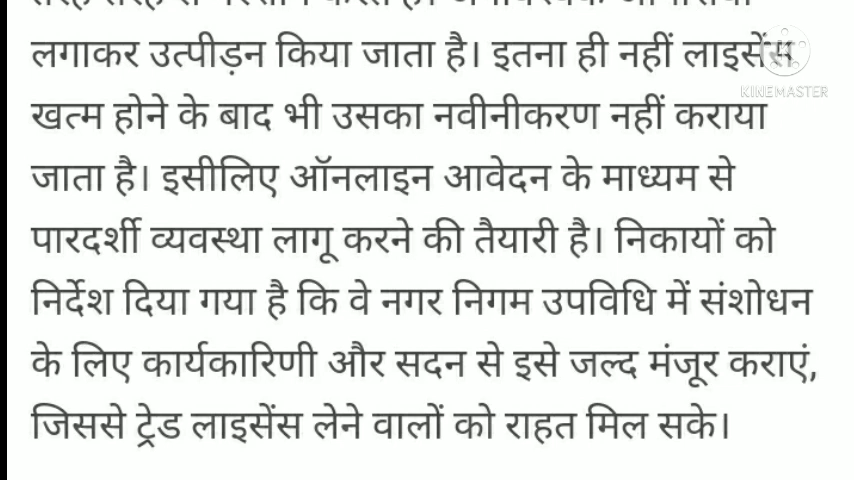 लगाकर उत्पीड़न किया जाता है। इतना ही नहीं लाइसेंस
KINEMASTER
खत्म होने के बाद भी उसका नवीनीकरण नहीं कराया
जाता है। इसीलिए ऑनलाइन आवेदन के माध्यम से
पारदर्शी व्यवस्था लागू करने की तैयारी है। निकायों को
निर्देश दिया गया है कि वे नगर निगम उपविधि में संशोधन
के लिए कार्यकारिणी और सदन से इसे जल्द मंजूर कराएं,
जिससे ट्रेड लाइसेंस लेने वालों को राहत मिल सके।